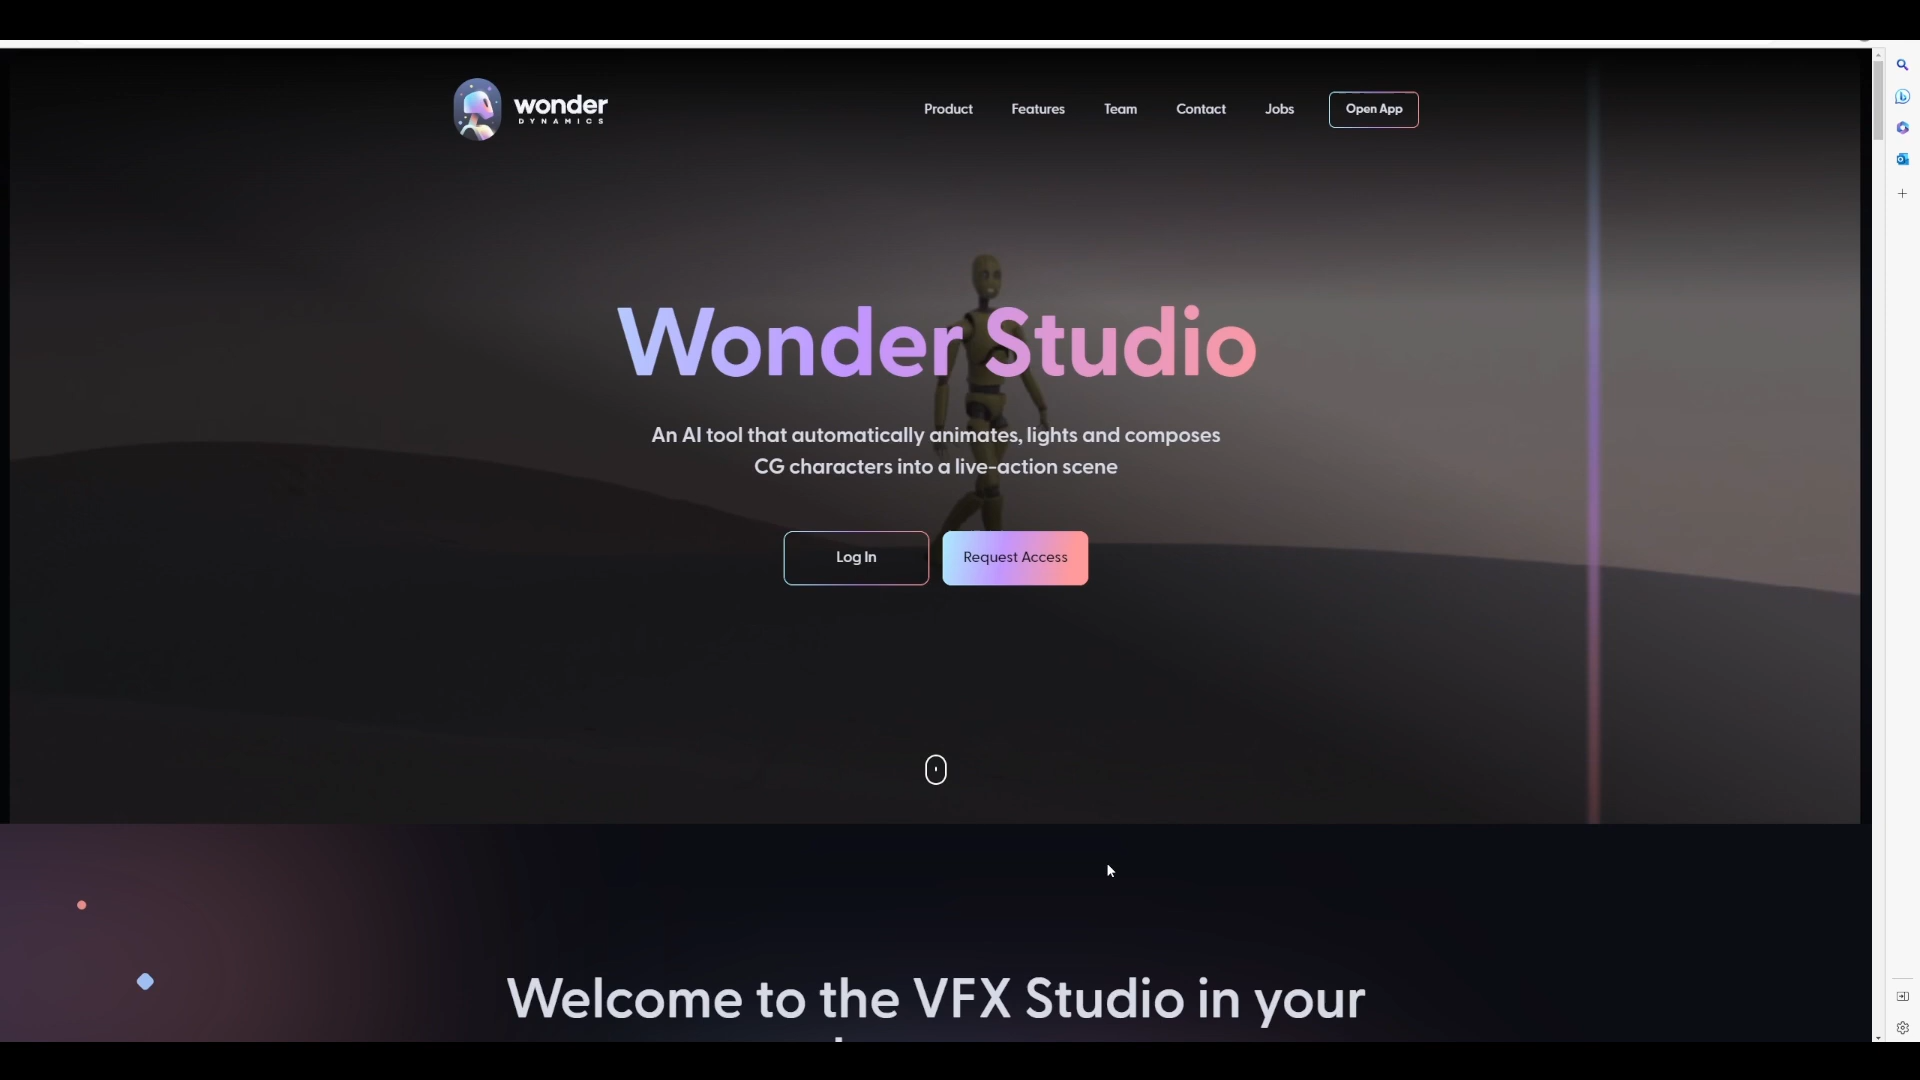 wonder
DYNAMICS
Product
Features
Team
Contact
Jobs
Open App
Wonder Studio
An AI tool that automatically animates, lights and composes
CG characters into a live-action scene
Log In
Request Access
Welcome to the VFX Studio in your